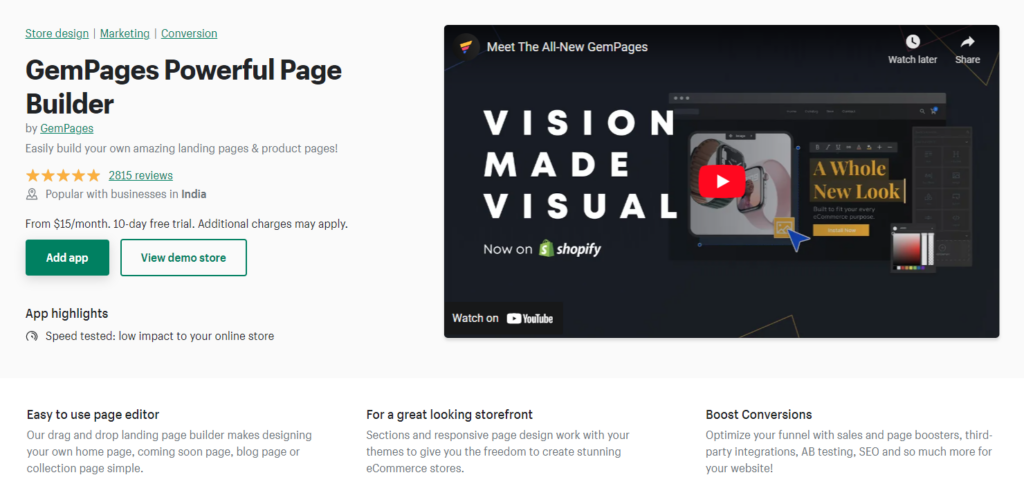 Store design | Marketing | Conversion
GemPages Powerful Page
Builder
by GemPages
Easily build your own amazing landing pages & product pages!
2815 reviews
Popular with businesses in India
From $15/month. 10-day free trial. Additional charges may apply.
Add app
View demo store
App highlights
Speed tested: low impact to your online store
Meet The All-New GemPages
Watch later
Share
VISION
MADE
VISUAL
Now on shopify
A Whole
New Look
Built to fit your every
eCommerce purpose.
Install now
Watch on YouTube
Easy to use page editor
Our drag and drop landing page builder makes designing
your own home page, coming soon page, blog page or
collection page simple.
For a great looking storefront
Sections and responsive page design work with your
themes to give you the freedom to create stunning
eCommerce stores.
Boost Conversions
Optimize your funnel with sales and page boosters, third-
party integrations, AB testing, SEO and so much more for
your website!